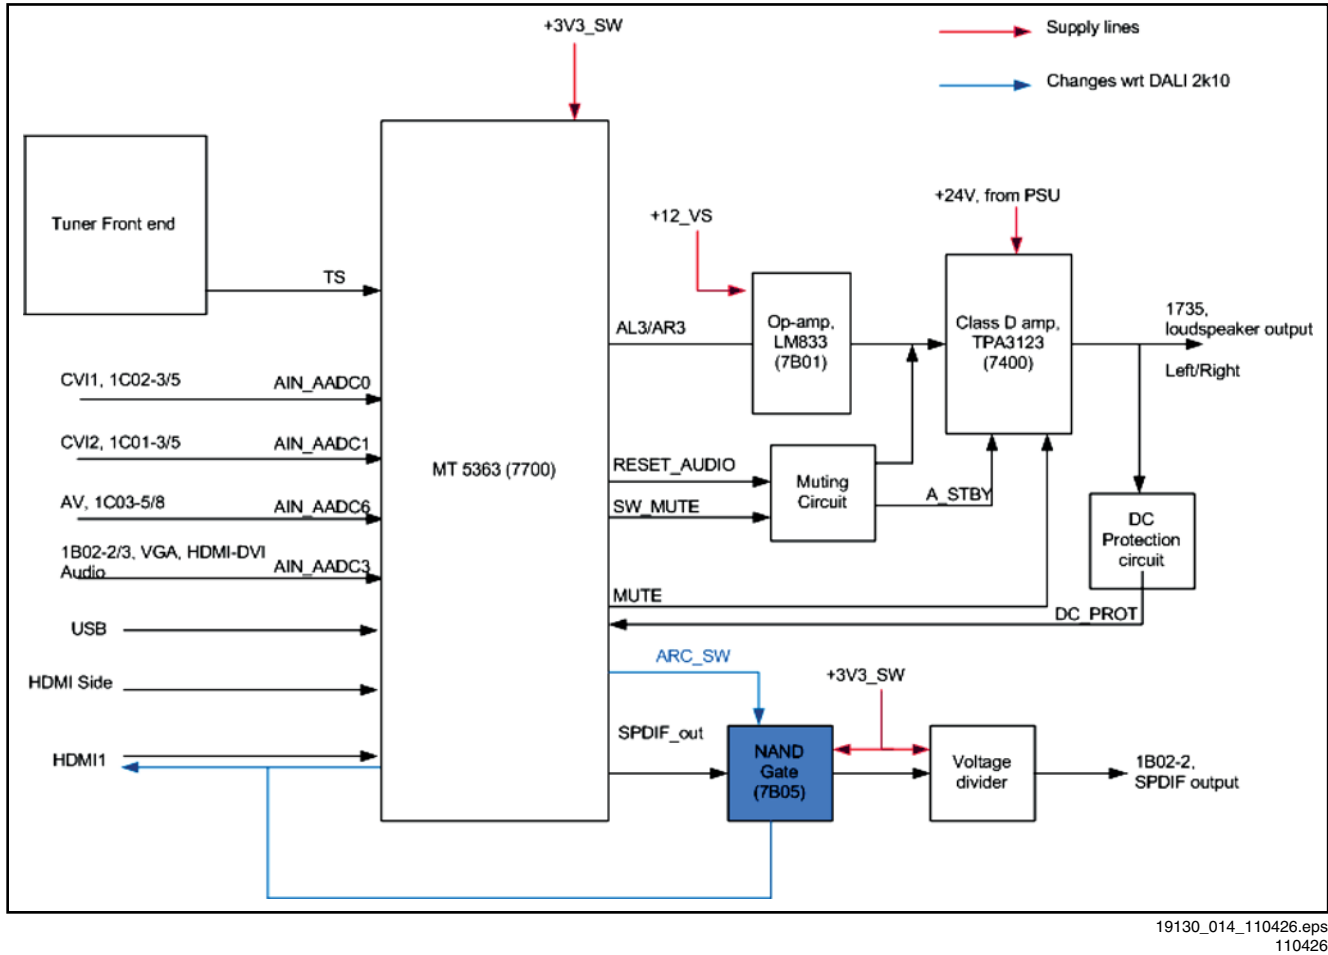 +3V3_SW
Supply lines
Changes wrt DALI 2k10
Tuner Front end
TS
+12_VS
+24V, from PSU
AL3/AR3
Op-amp,
LM833
(7B01)
Class D amp,
TPA3123
(7400)
1735,
loudspeaker output
Left/Right
CVI1, 1C02-3/5
AIN_AADC0
CVI2, 1C01-3/5
AIN_AADC1
AV, 1C03-5/8
AIN_AADC6
1B02-2/3, VGA, HDMI-DVI
Audio
AIN_AADC3
MT 5363 (7700)
RESET_AUDIO
SW_MUTE
Muting
Circuit
A_STBY
DC
Protection
circuit
MUTE
DC_PROT
USB
HDMI Side
HDMI1
ARC_SW
+3V3_SW
SPDIF_out
NAND
Gate
(7B05)
Voltage
divider
1B02-2,
SPDIF output
19130_014_110426.eps
110426